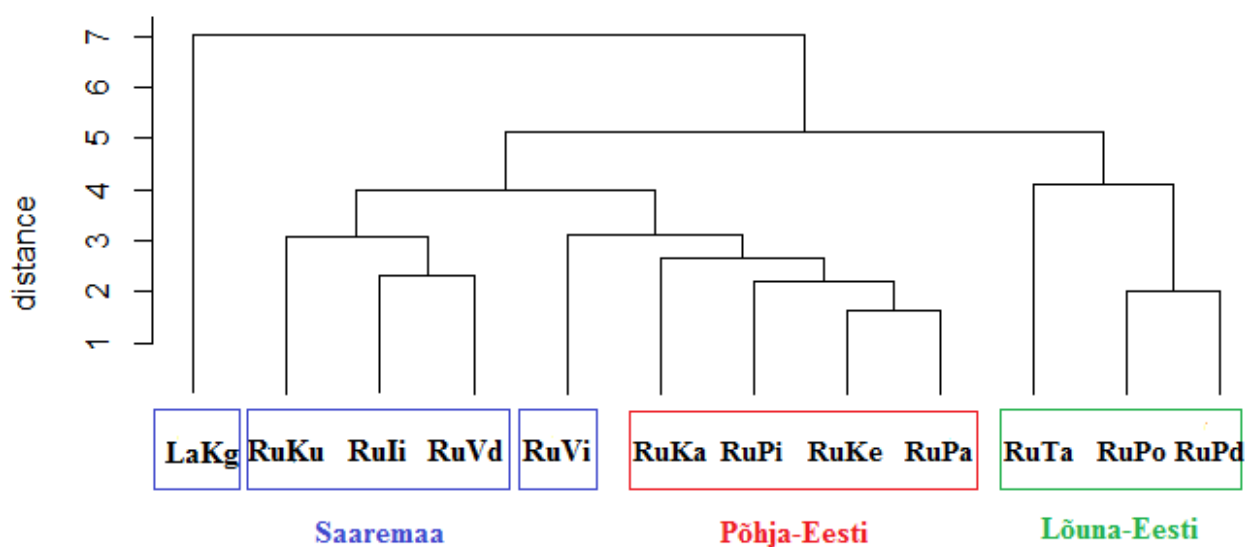 distance
7
6
5
4
3
2
1
LaKg RuKu RuIi RuVd RuVi RuKa RuPi RuKe RuPa RuTa RuPo RuPd
Saaremaa Põhja-Eesti Lõuna-Eesti